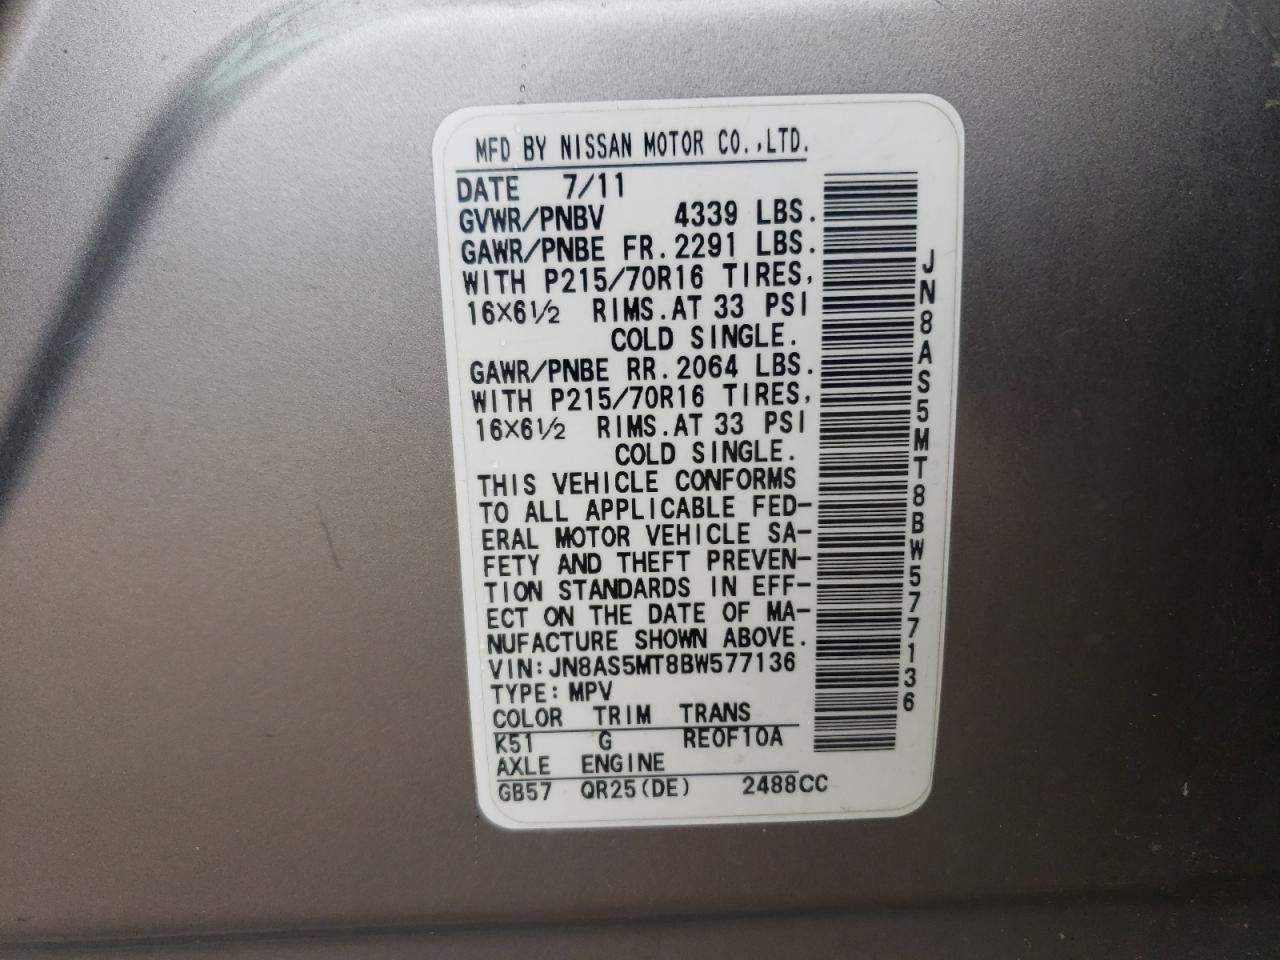 MFD BY NISSAN MOTOR CO.,LTD.
DATE 7/11
GVWR/PNBV 4339 LBS.
GAWR/PNBE FR.2291 LBS.
WITH P215/70R16 TIRES,
16X6½ RIMS.AT 33 PSI
COLD SINGLE.
GAWR/PNBE RR.2064 LBS.
WITH P215/70R16 TIRES,
16X6½ RIMS.AT 33 PSI
COLD SINGLE.
THIS VEHICLE CONFORMS
TO ALL APPLICABLE FED-
ERAL MOTOR VEHICLE SA-
FETY AND THEFT PREVEN-
TION STANDARDS IN EFF-
ECT ON THE DATE OF MA-
NUFACTURE SHOWN ABOVE.
VIN:JN8AS5MT8BW577136
TYPE:MPV
COLOR TRIM TRANS
K51 G RE0F10A
AXLE ENGINE
GB57 QR25(DE) 2488CC
JN8AS5MT8BW577136